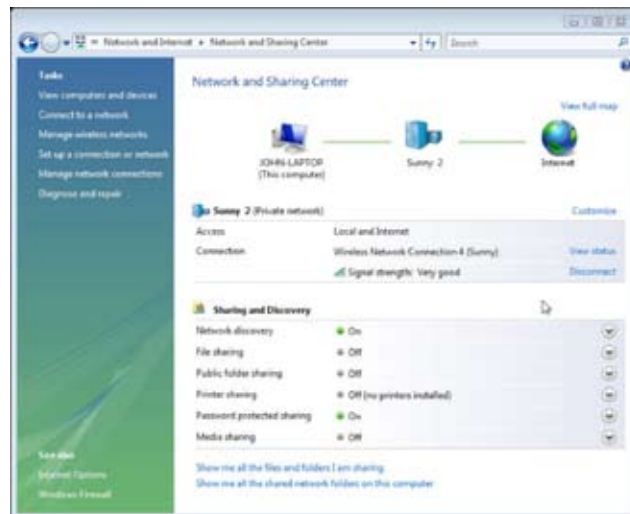 Network and Internet
Network and Sharing Center
Search
Tasks
View computers and devices
Connect to a network
Manage wireless networks
Set up a connection or network
Manage network connections
Diagnose and repair
Network and Sharing Center
View full map
JOHN-LAPTOP
(This computer)
Sunny 2
Internet
Sunny 2 (Private network)
Customize
Access
Local and Internet
Connection
Wireless Network Connection 4 (Sunny)
View status
Signal strength: Very good
Disconnect
Sharing and Discovery
Network discovery
On
File sharing
Off
Public folder sharing
Off
Printer sharing
Off (no printers installed)
Password protected sharing
On
Media sharing
Off
Show me all the files and folders I am sharing
Show me all the shared network folders on this computer
See also
Internet Options
Windows Firewall